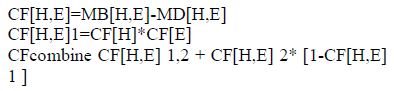 CF[H,E]=MB[H,E]-MD[H,E]
CF[H,E]1=CF[H]*CF[E]
CFcombine CF[H,E] 1,2 + CF[H,E] 2* [1-CF[H,E]
1 ]